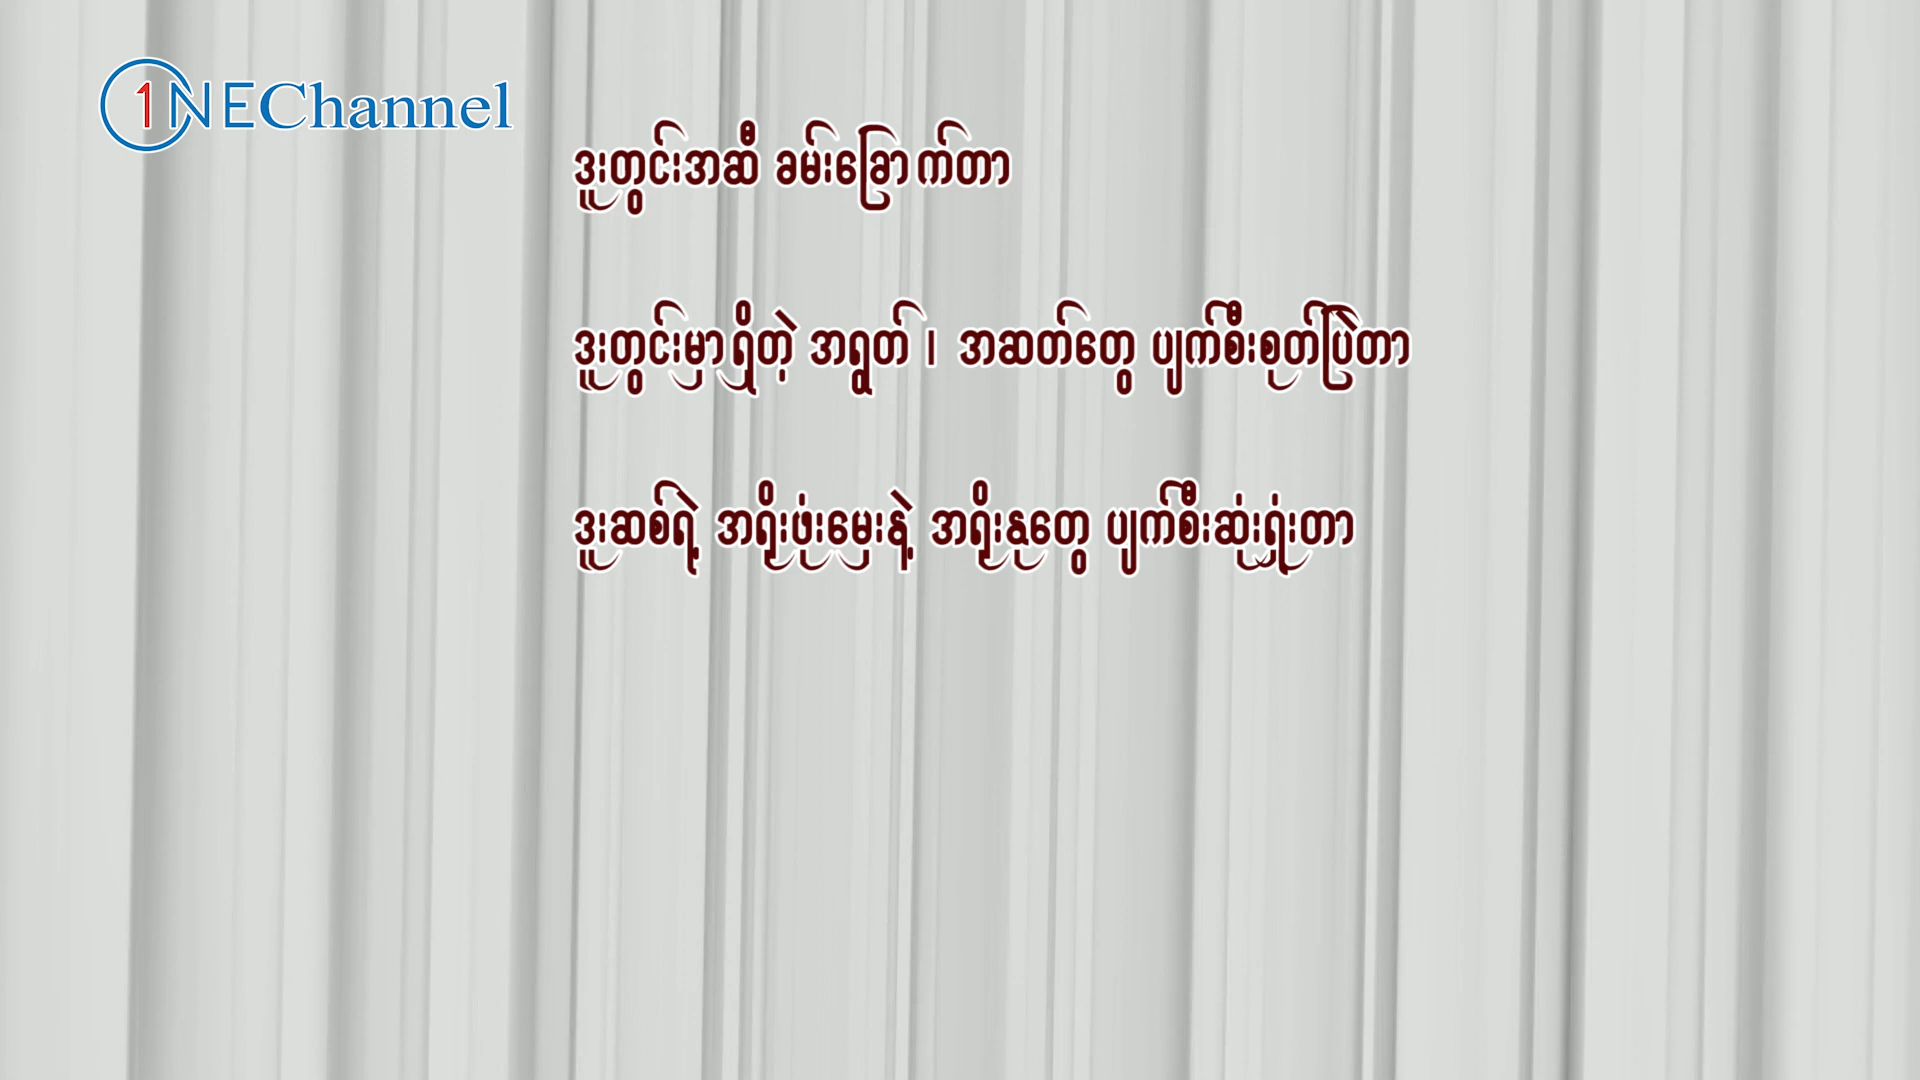 1NEChannel
ဒူးတွင်းအဆီ ခမ်းခြောက်တာ
ဒူးတွင်းမှာရှိတဲ့ အရွတ်၊ အဆတ်တွေ ပျက်စီးစုတ်ပြဲတာ
ဒူးဆစ်ရဲ့ အရိုးဖုံးမြှေးနဲ့ အရိုးနုတွေ ပျက်စီးဆုံးရှုံးတာ